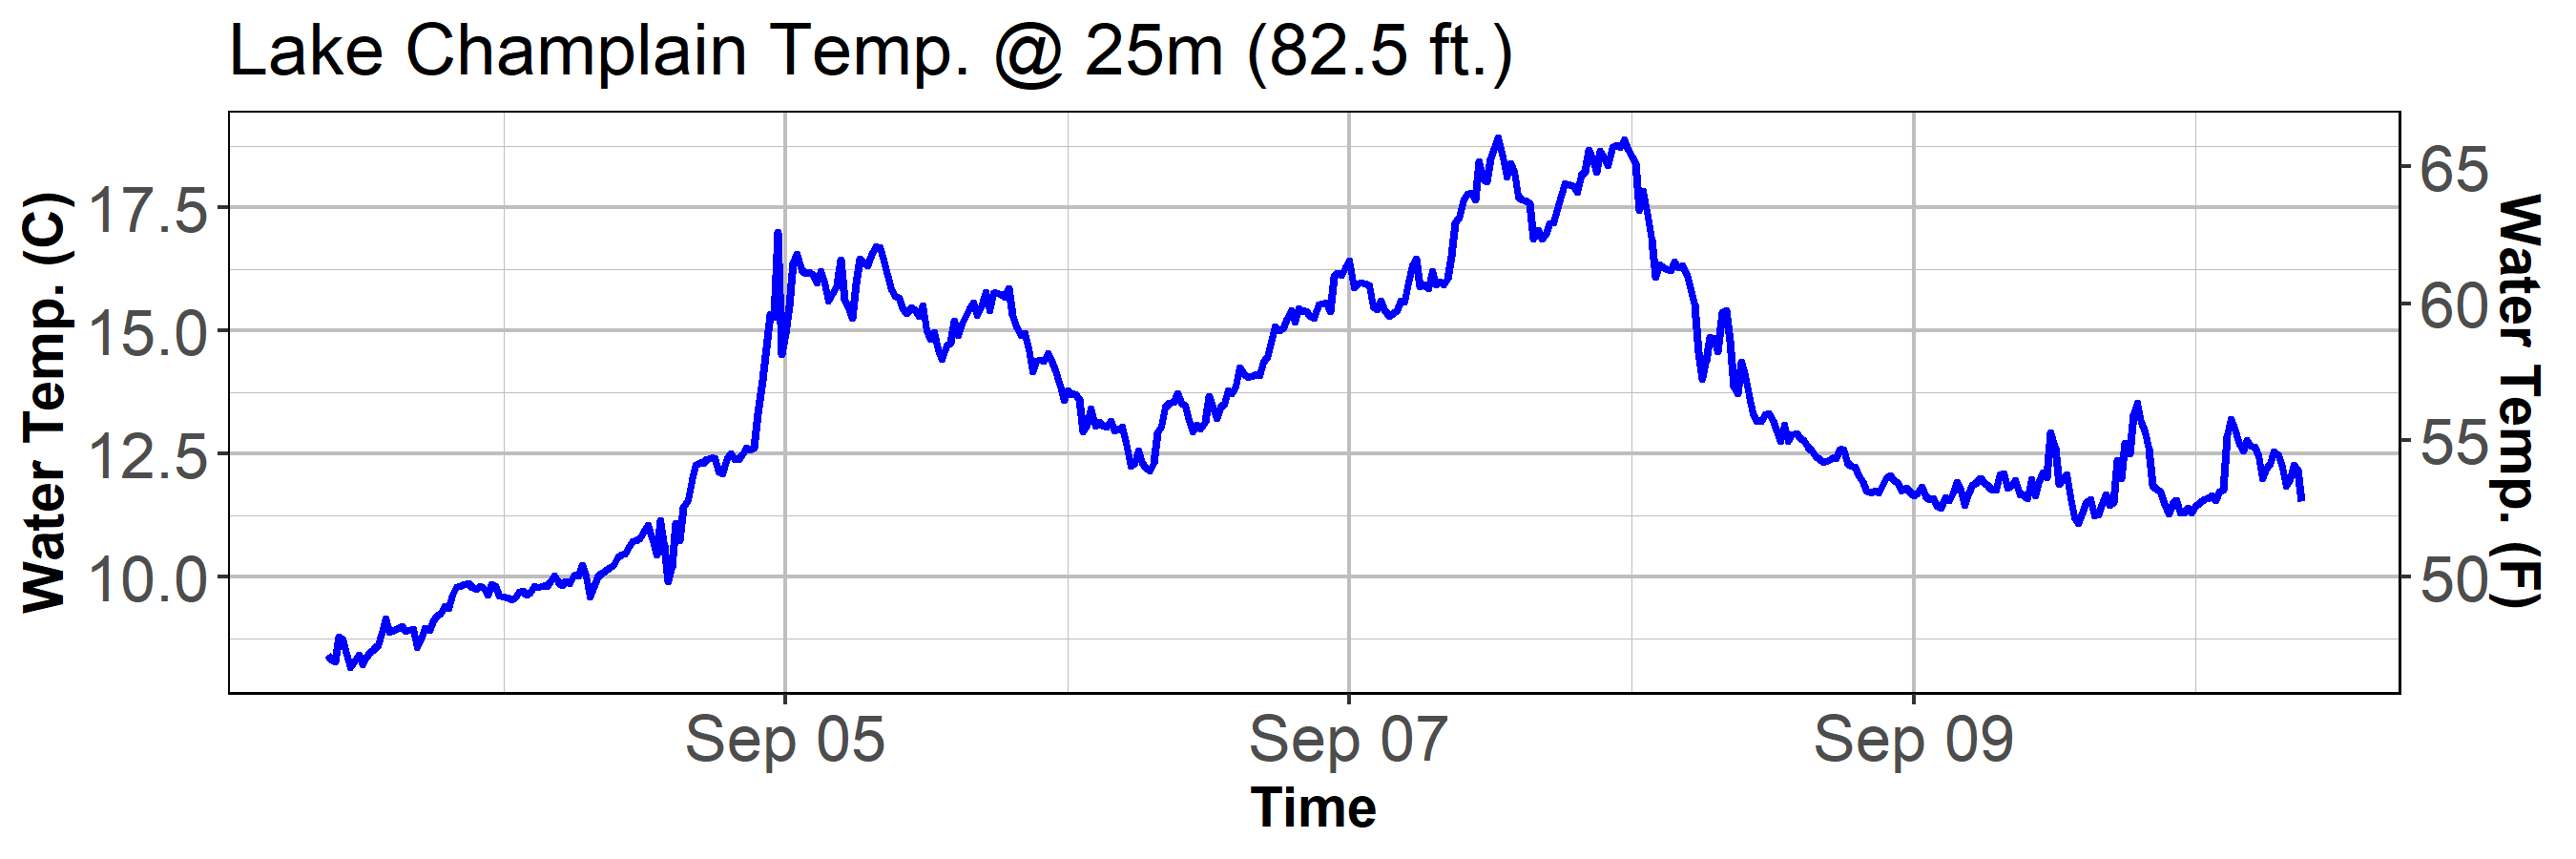 Lake Champlain Temp. @ 25m (82.5 ft.)
Water Temp. (C)
17.5
15.0
12.5
10.0
65
60
55
50
Water Temp. (F)
Sep 05
Sep 07
Sep 09
Time